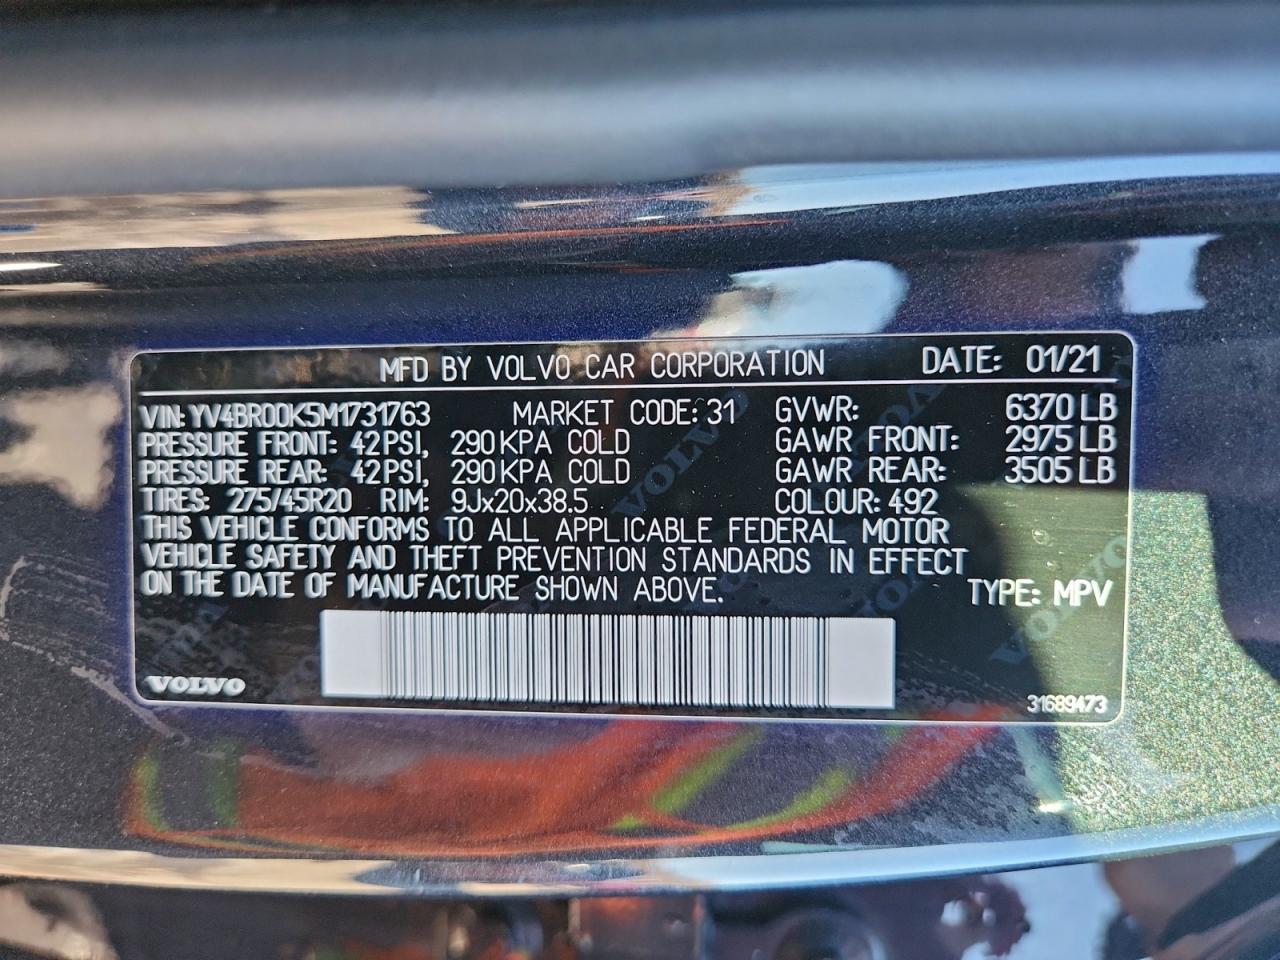 MFD BY VOLVO CAR CORPORATION DATE: 01/21
VIN: YV4BR00K5M1731763 MARKET CODE: 31 GVWR: 6370 LB
PRESSURE FRONT: 42 PSI, 290 KPA COLD GAWR FRONT: 2975 LB
PRESSURE REAR: 42 PSI, 290 KPA COLD GAWR REAR: 3505 LB
TIRES: 275/45R20 RIM: 9Jx20x38.5 COLOUR: 492
THIS VEHICLE CONFORMS TO ALL APPLICABLE FEDERAL MOTOR
VEHICLE SAFETY AND THEFT PREVENTION STANDARDS IN EFFECT
ON THE DATE OF MANUFACTURE SHOWN ABOVE. TYPE: MPV
VOLVO
31689473